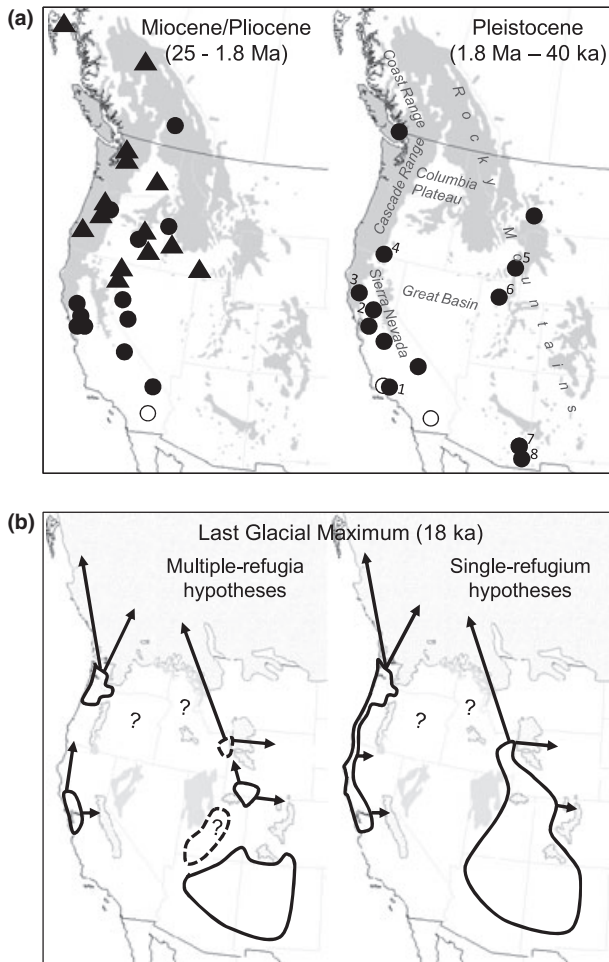 (a)
Miocene/Pliocene
(25 - 1.8 Ma)
Pleistocene
(1.8 Ma – 40 ka)
Coast Range
Rocky
Mountains
Cascade Range
Columbia
Plateau
4
5
3
Sierra Nevada
Great Basin
6
2
1
7
8
(b)
Last Glacial Maximum (18 ka)
Multiple-refugia
hypotheses
Single-refugium
hypotheses
? ? ? ?
?